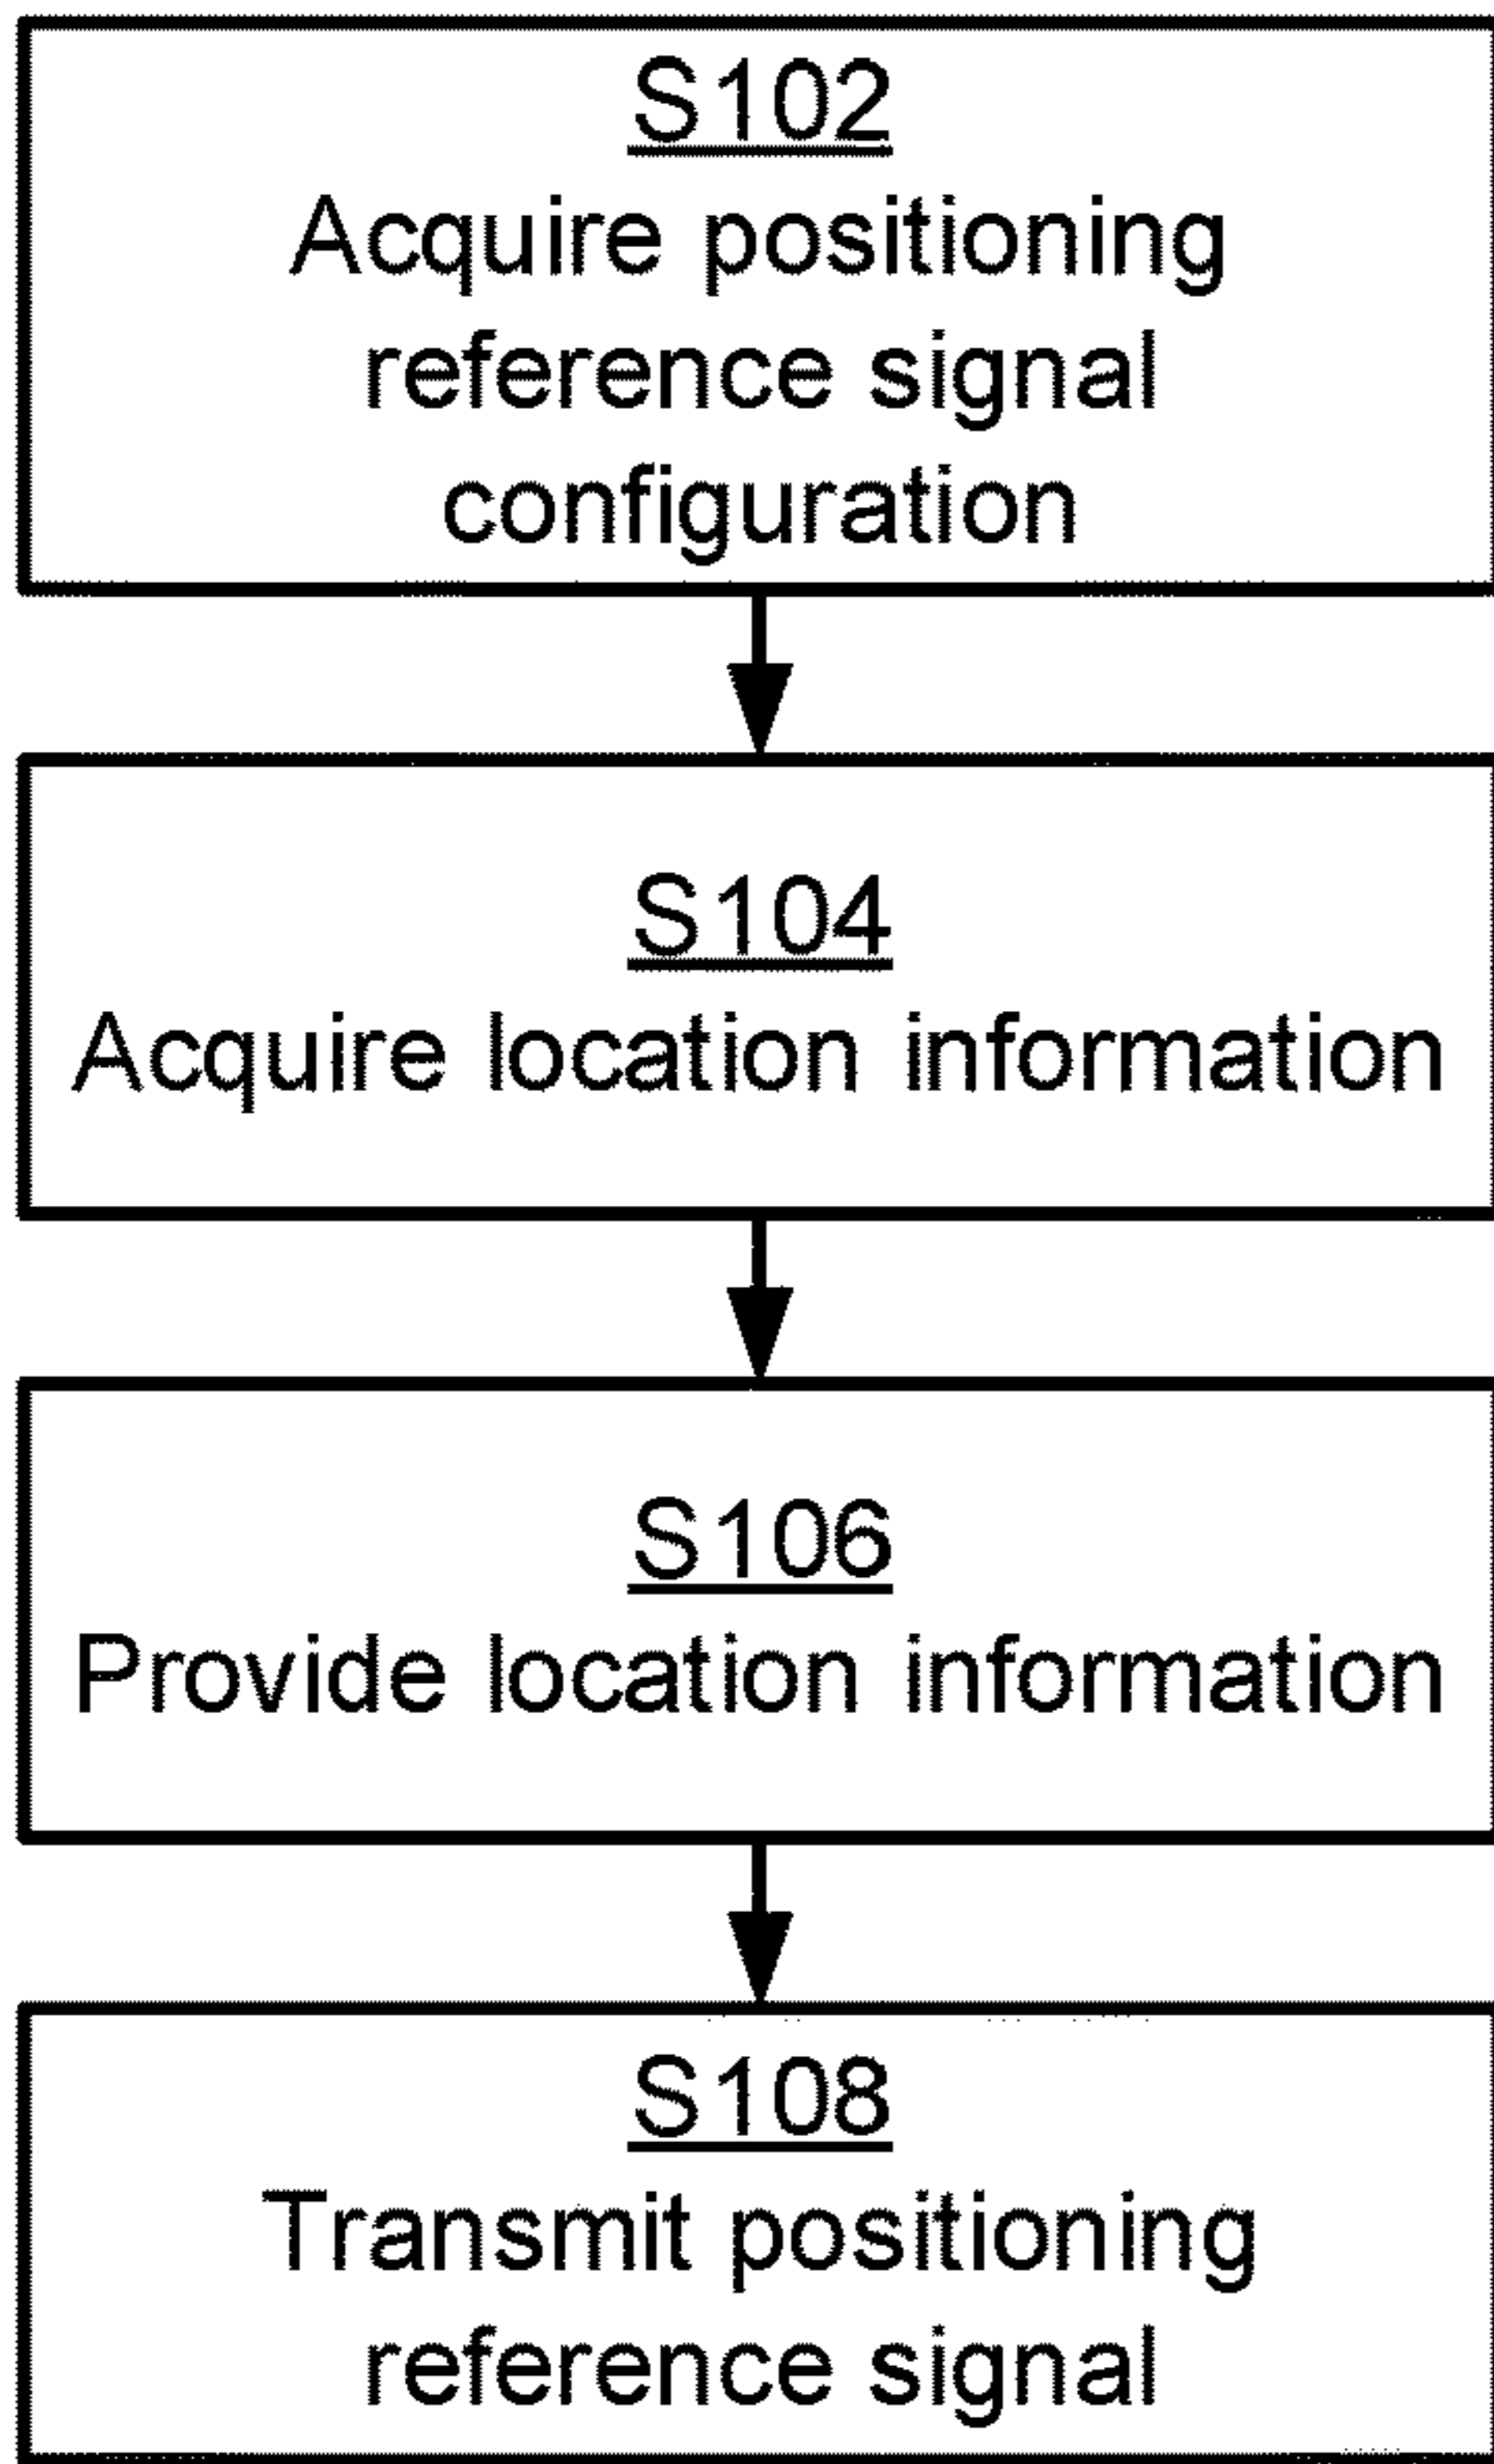 S102
Acquire positioning
reference signal
configuration
S104
Acquire location information
S106
Provide location information
S108
Transmit positioning
reference signal